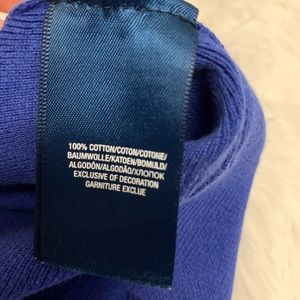 100% COTTON/COTON/COTONE/
BAUMWOLLE/KATOEN/BOMULD/
ALGODÓN/ALGODÃO/ХЛОПОК
EXCLUSIVE OF DECORATION
GARNITURE EXCLUE